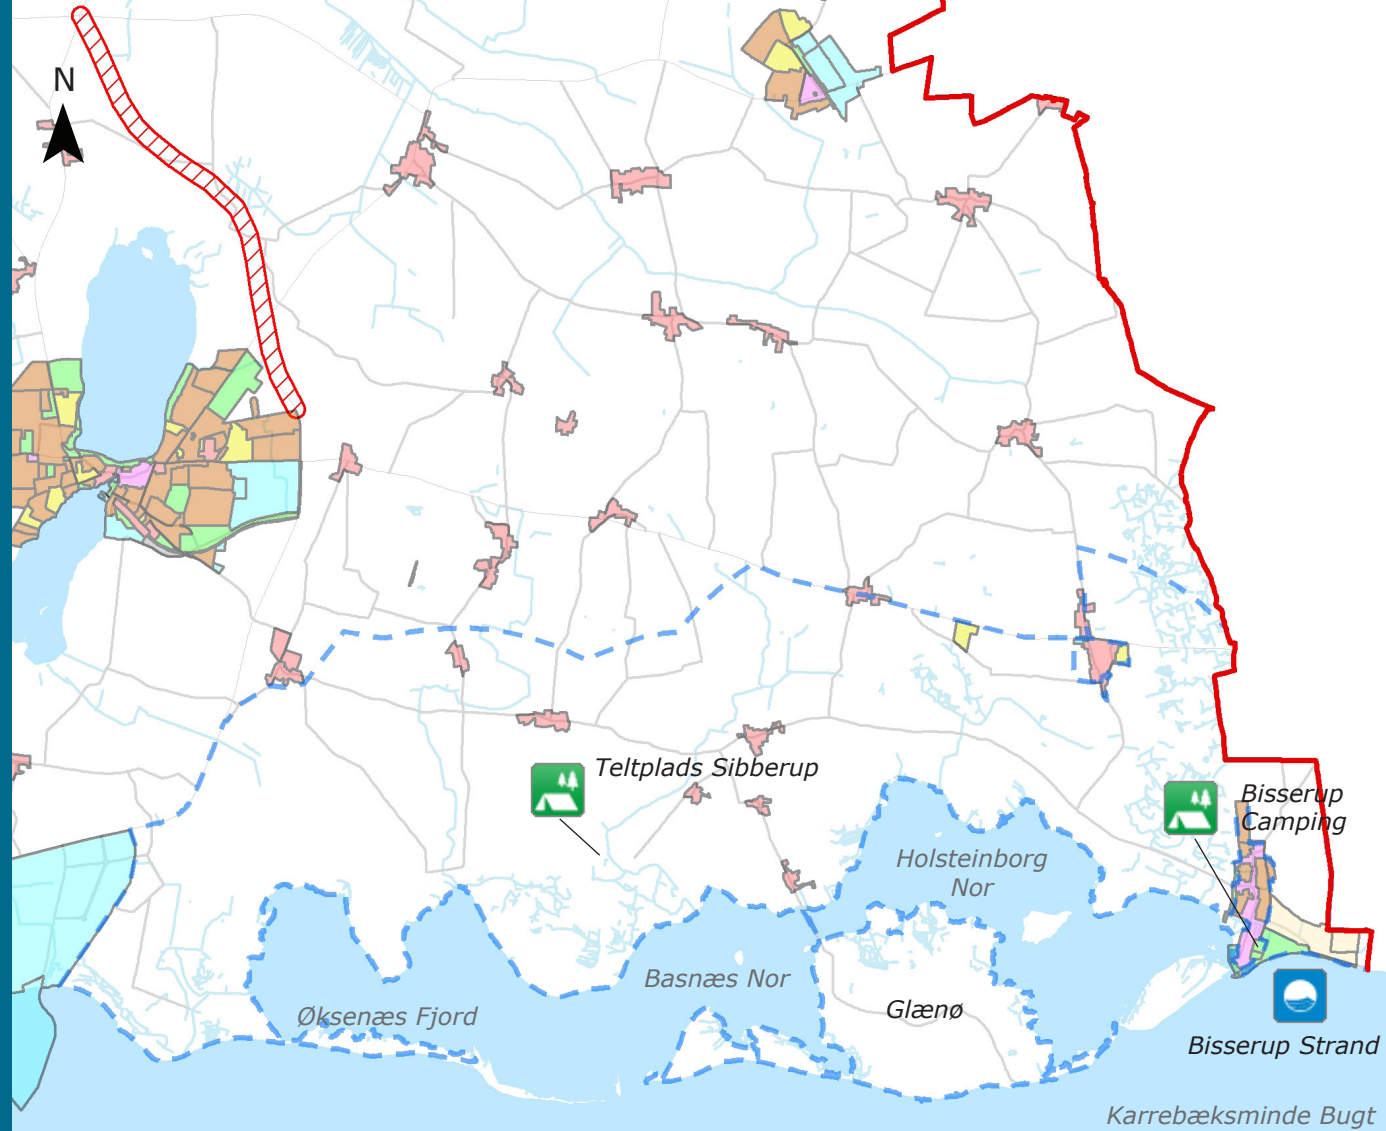 N
Teltplads Sibberup
Bisserup
Camping
Holsteinborg
Nor
Basnæs Nor
Glænø
Øksenæs Fjord
Bisserup Strand
Karrebæksminde Bugt